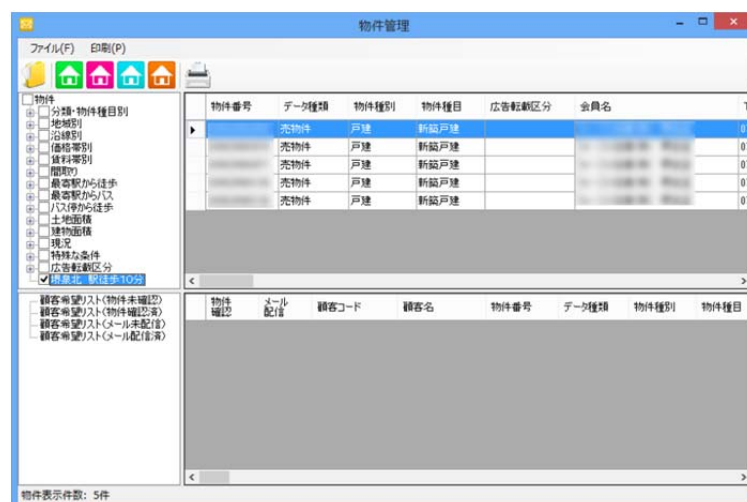 物件管理
ファイル(F) 印刷(P)
物件
分類・物件種目別
地域別
沿線別
価格帯別
賃料帯別
間取り
最寄駅から徒歩
最寄駅からバス
バス停から徒歩
土地面積
建物面積
現況
特殊な条件
広告転載区分
堺泉北 駅徒歩10分
物件番号 データ種類 物件種別 物件種目 広告転載区分 会員名
売物件 戸建 新築戸建
売物件 戸建 新築戸建
売物件 戸建 新築戸建
売物件 戸建 新築戸建
売物件 戸建 新築戸建
顧客希望リスト(物件未確認)
顧客希望リスト(物件確認済)
顧客希望リスト(メール未配信)
顧客希望リスト(メール配信済)
物件確認 メール配信 顧客コード 顧客名 物件番号 データ種類 物件種別 物件種目
物件表示件数: 5件